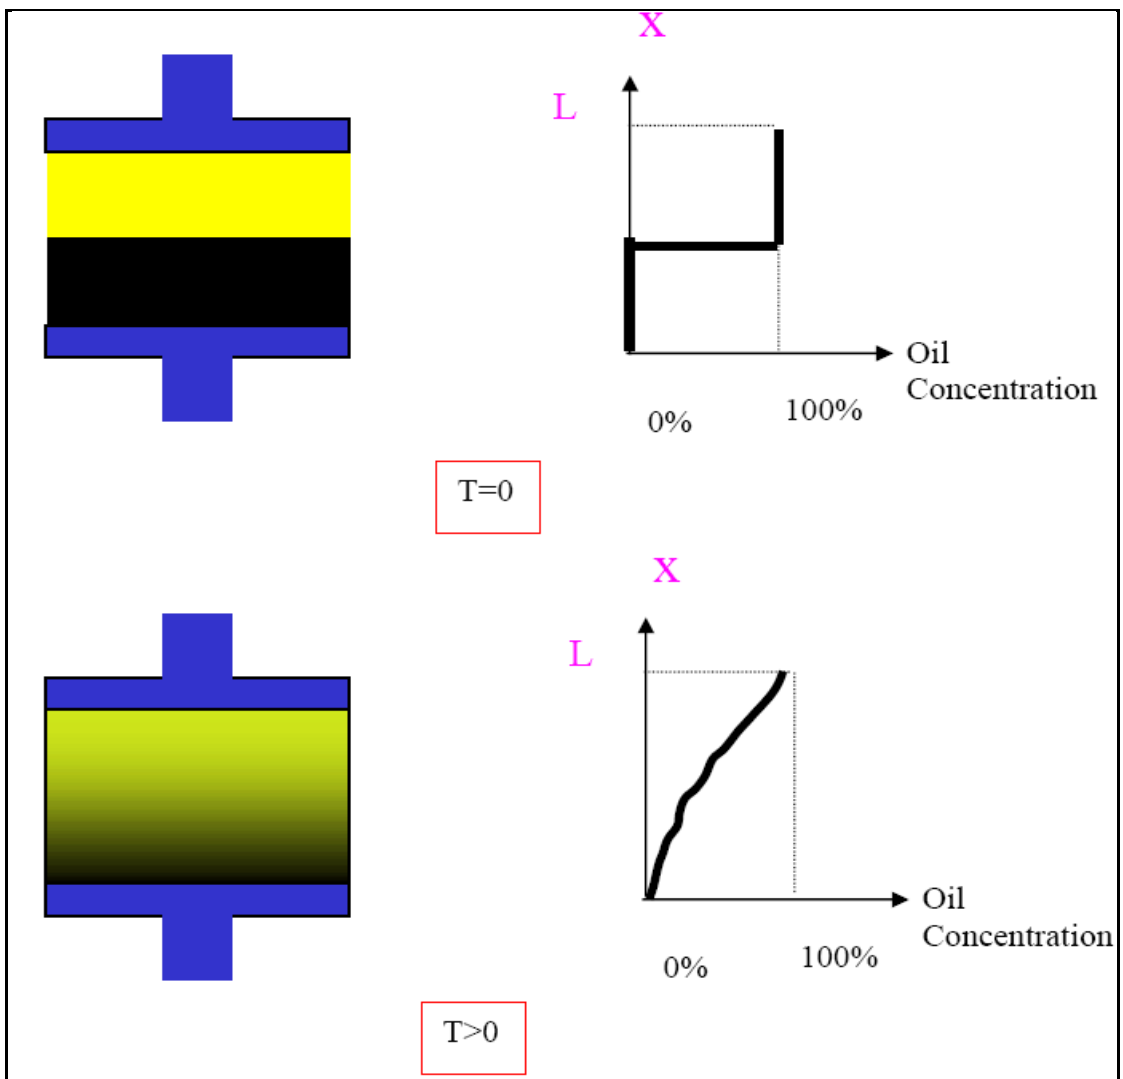 X
L
Oil
Concentration
0%
100%
T=0
X
L
Oil
Concentration
0%
100%
T>0